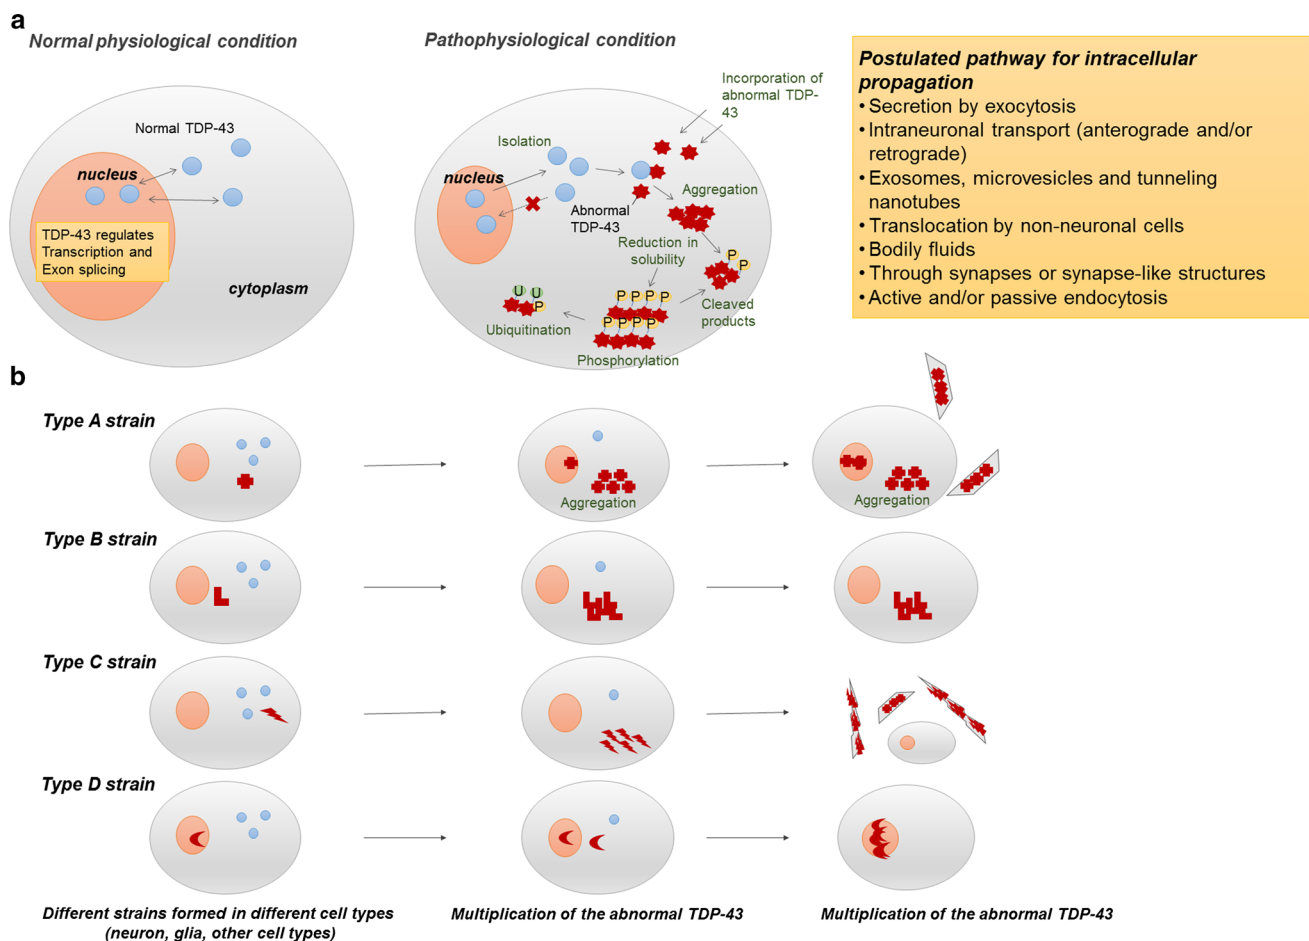 a
Normal physiological condition
Normal TDP-43
nucleus
TDP-43 regulates
Transcription and
Exon splicing
cytoplasm
Pathophysiological condition
Incorporation of
abnormal TDP-
43
Isolation
nucleus
Abnormal
TDP-43
Aggregation
Reduction in
solubility
P
P
Cleaved
products
P P P P
P P P P
Phosphorylation
U U
P
Ubiquitination
Postulated pathway for intracellular
propagation
• Secretion by exocytosis
• Intraneuronal transport (anterograde and/or
retrograde)
• Exosomes, microvesicles and tunneling
nanotubes
• Translocation by non-neuronal cells
• Bodily fluids
• Through synapses or synapse-like structures
• Active and/or passive endocytosis
b
Type A strain
Aggregation
Aggregation
Type B strain
Type C strain
Type D strain
Different strains formed in different cell types
(neuron, glia, other cell types)
Multiplication of the abnormal TDP-43
Multiplication of the abnormal TDP-43